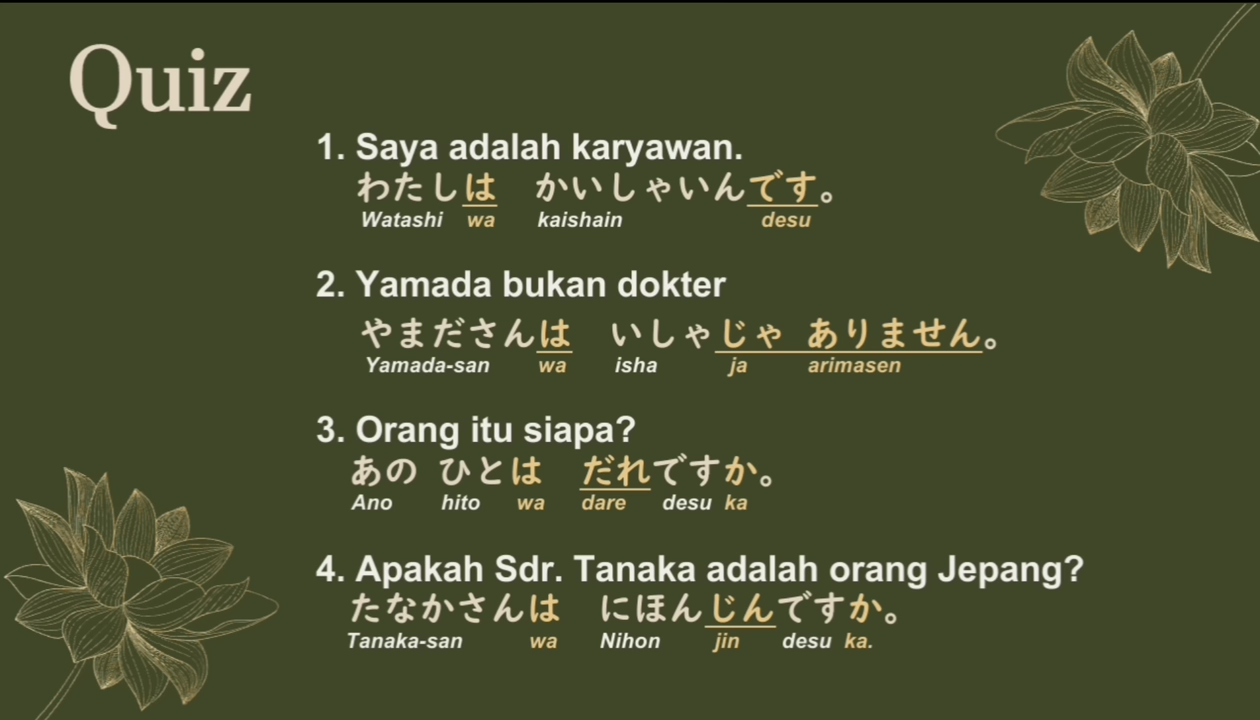 Quiz
1. Saya adalah karyawan.
わたしは かいしゃいんです。
Watashi wa kaishain desu
2. Yamada bukan dokter
やまださんは いしゃじゃ ありません。
Yamada-san wa isha ja arimasen
3. Orang itu siapa?
あの ひとは だれですか。
Ano hito wa dare desu ka
4. Apakah Sdr. Tanaka adalah orang Jepang?
たなかさんは にほんじんですか。
Tanaka-san wa Nihon jin desu ka.